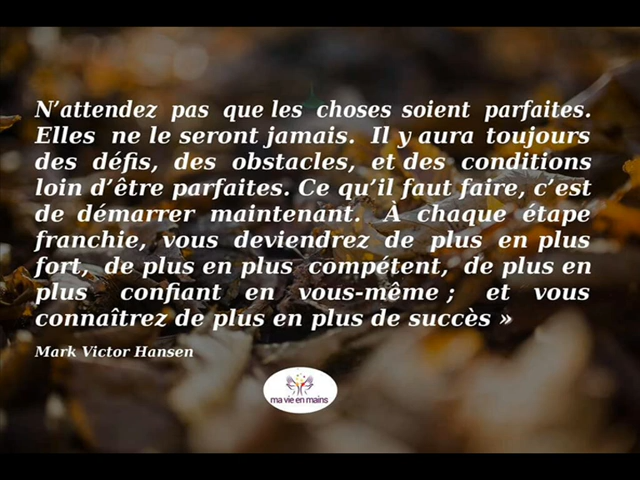 N’attendez pas que les choses soient parfaites.
Elles ne le seront jamais. Il y aura toujours
des défis, des obstacles, et des conditions
loin d’être parfaites. Ce qu’il faut faire, c’est
de démarrer maintenant. À chaque étape
franchie, vous deviendrez de plus en plus
fort, de plus en plus compétent, de plus en
plus confiant en vous-même ; et vous
connaîtrez de plus en plus de succès »
Mark Victor Hansen
ma vie en mains